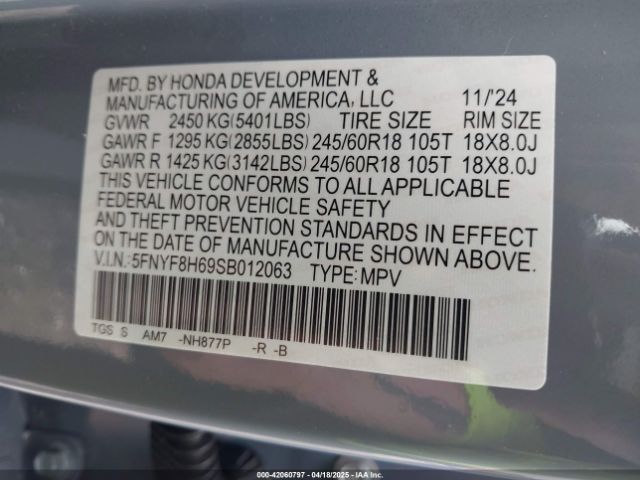 MFD. BY HONDA DEVELOPMENT &
MANUFACTURING OF AMERICA, LLC 11/'24
GVWR 2450 KG(5401LBS) TIRE SIZE RIM SIZE
GAWR F 1295 KG(2855LBS) 245/60R18 105T 18X8.0J
GAWR R 1425 KG(3142LBS) 245/60R18 105T 18X8.0J
THIS VEHICLE CONFORMS TO ALL APPLICABLE
FEDERAL MOTOR VEHICLE SAFETY
AND THEFT PREVENTION STANDARDS IN EFFECT
ON THE DATE OF MANUFACTURE SHOWN ABOVE.
V.I.N.:5FNYF8H69SB012063 TYPE:MPV
TGS S AM7 -NH877P -R -B
000-42060797 - 04/18/2025 - IAA, Inc.